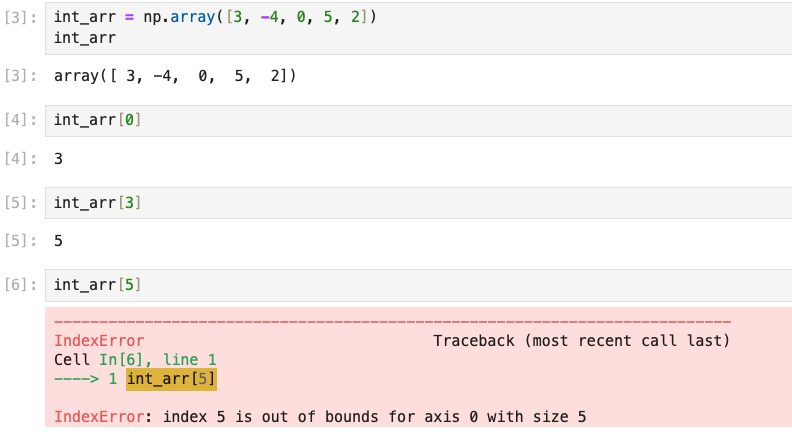 [3]: int_arr = np.array([3, -4, 0, 5, 2])
int_arr
[3]: array([ 3, -4,  0,  5,  2])
[4]: int_arr[0]
[4]: 3
[5]: int_arr[3]
[5]: 5
[6]: int_arr[5]
---------------------------------------------------------------------------
IndexError                                Traceback (most recent call last)
Cell In[6], line 1
----> 1 int_arr[5]
IndexError: index 5 is out of bounds for axis 0 with size 5